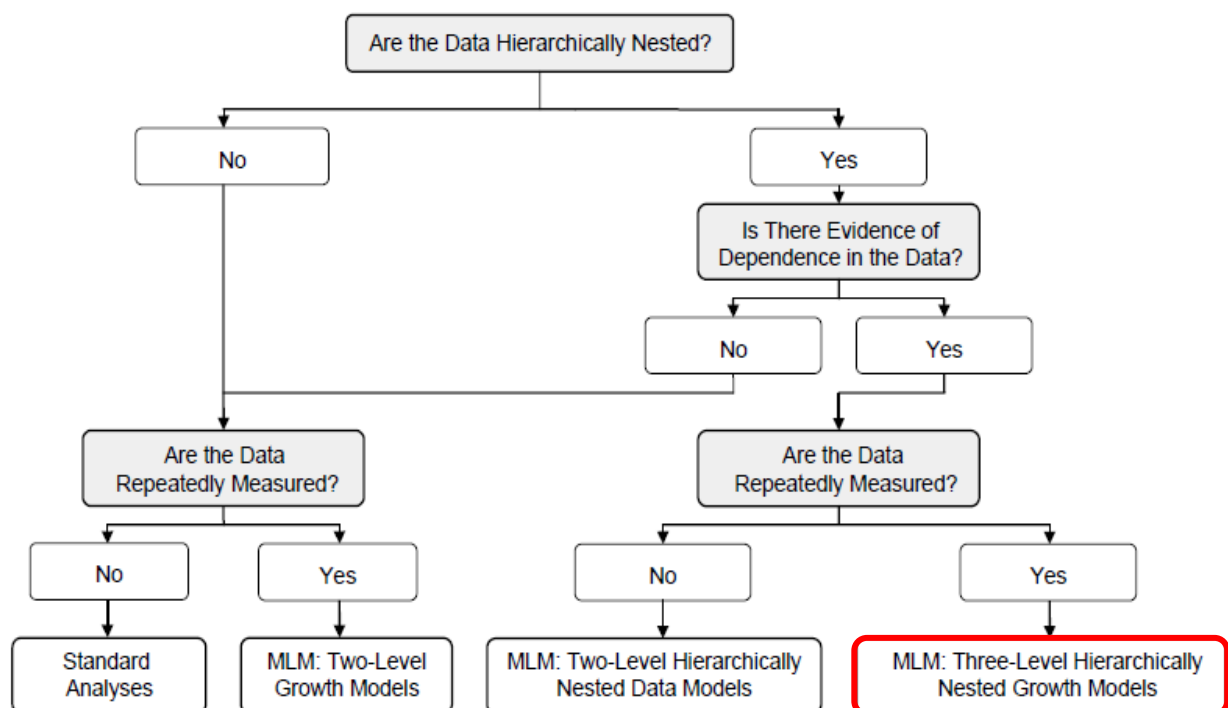 Are the Data Hierarchically Nested?
No
Yes
Is There Evidence of
Dependence in the Data?
No
Yes
Are the Data
Repeatedly Measured?
Are the Data
Repeatedly Measured?
No
Yes
No
Yes
Standard
Analyses
MLM: Two-Level
Growth Models
MLM: Two-Level Hierarchically
Nested Data Models
MLM: Three-Level Hierarchically
Nested Growth Models